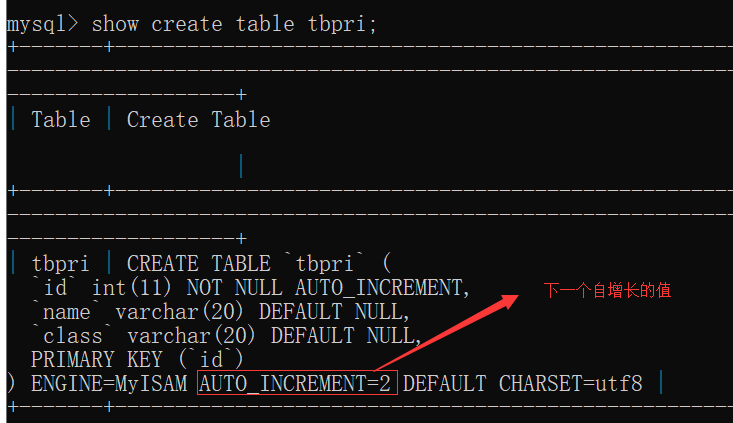 mysql> show create table tbpri;
+-------+------------------------------------------------------
---------------------------------------------------------------
-------------------+
| Table | Create Table
|
+-------+------------------------------------------------------
---------------------------------------------------------------
-------------------+
| tbpri | CREATE TABLE `tbpri` (
`id` int(11) NOT NULL AUTO_INCREMENT,
下一个自增长的值
`name` varchar(20) DEFAULT NULL,
`class` varchar(20) DEFAULT NULL,
PRIMARY KEY (`id`)
) ENGINE=MyISAM AUTO_INCREMENT=2 DEFAULT CHARSET=utf8 |
+-------+------------------------------------------------------